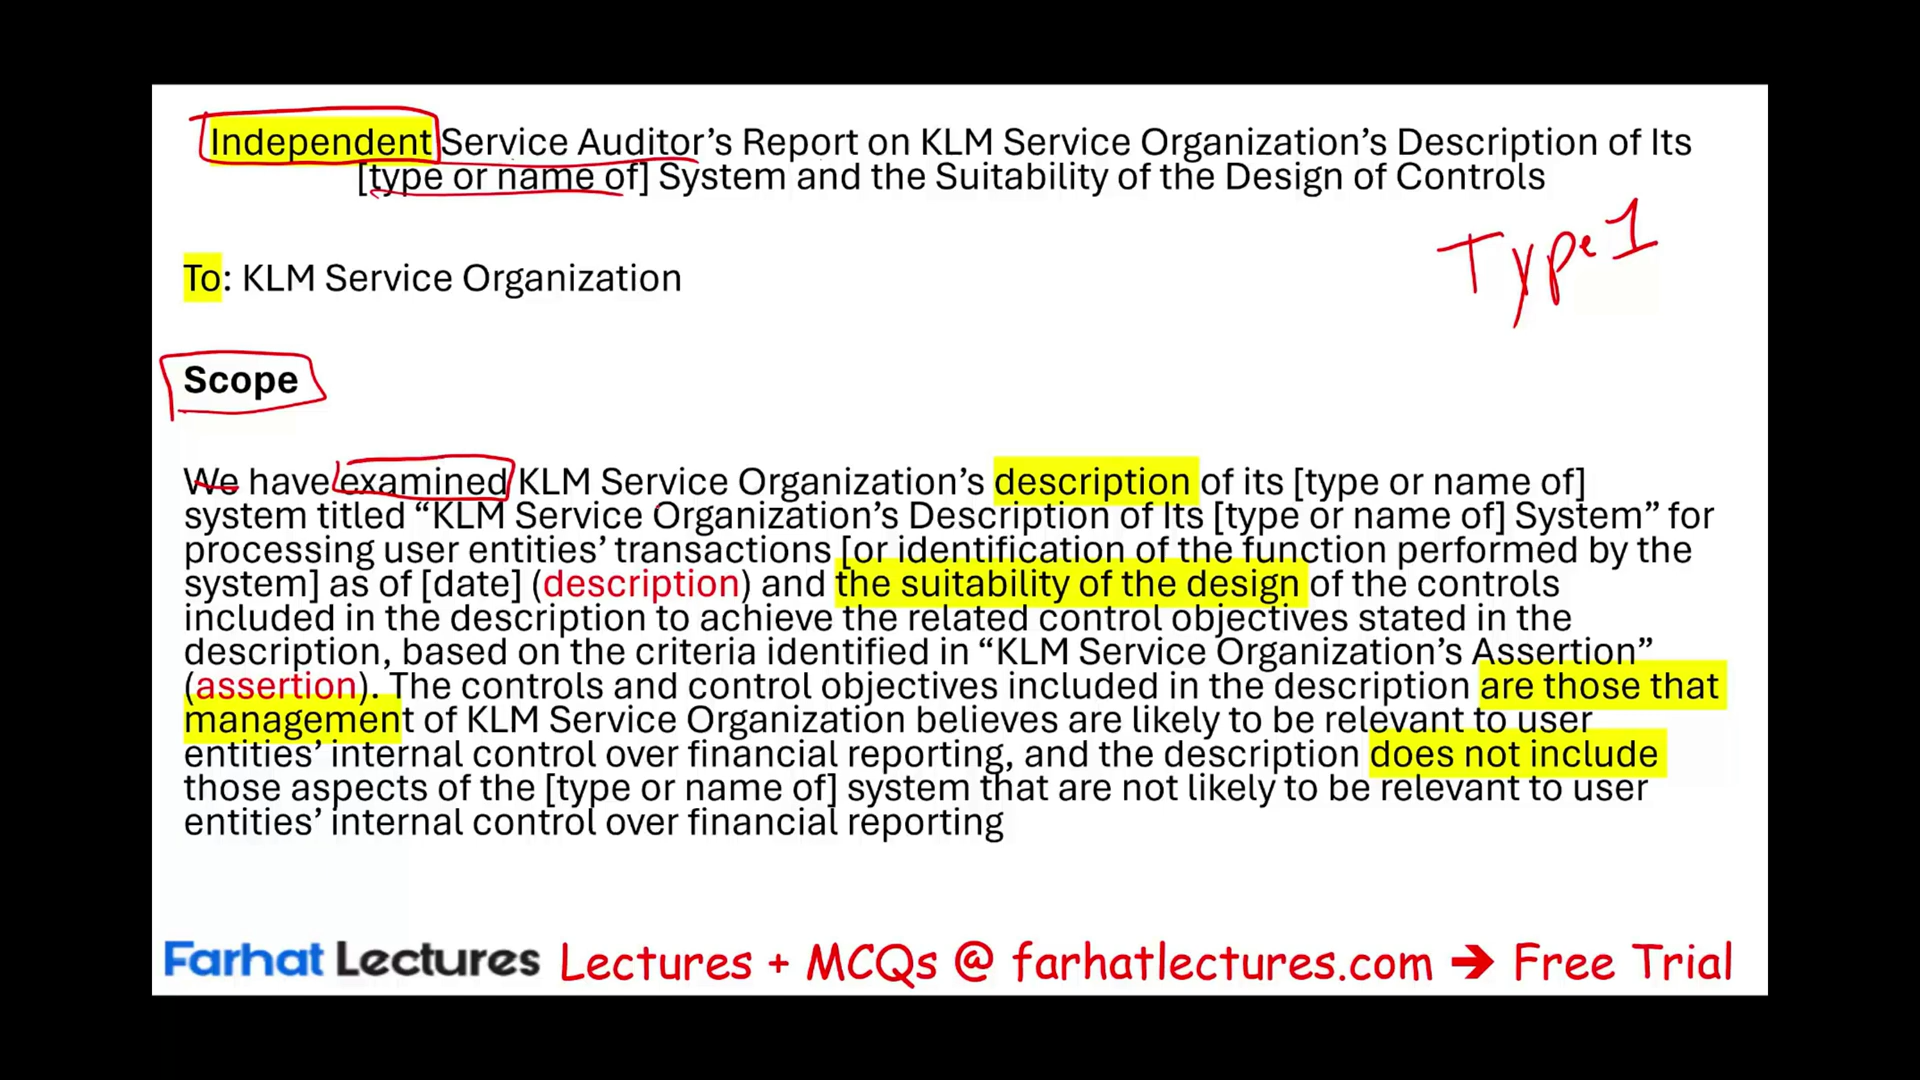 Independent Service Auditor’s Report on KLM Service Organization’s Description of Its
[type or name of] System and the Suitability of the Design of Controls
Type 1
To: KLM Service Organization
Scope
We have examined KLM Service Organization’s description of its [type or name of]
system titled “KLM Service Organization’s Description of Its [type or name of] System” for
processing user entities’ transactions [or identification of the function performed by the
system] as of [date] (description) and the suitability of the design of the controls
included in the description to achieve the related control objectives stated in the
description, based on the criteria identified in “KLM Service Organization’s Assertion”
(assertion). The controls and control objectives included in the description are those that
management of KLM Service Organization believes are likely to be relevant to user
entities’ internal control over financial reporting, and the description does not include
those aspects of the [type or name of] system that are not likely to be relevant to user
entities’ internal control over financial reporting
Farhat Lectures Lectures + MCQs @ farhatlectures.com → Free Trial